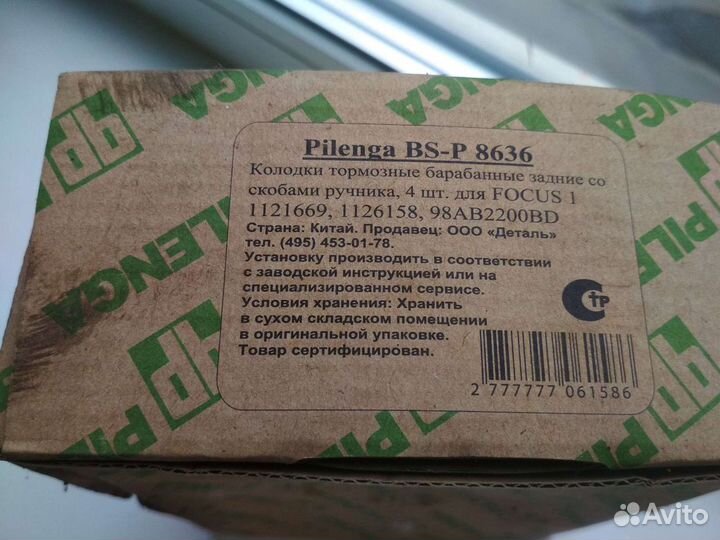 PILENGA
PILENGA
PILENGA
Pilenga BS-P 8636
Колодки тормозные барабанные задние со
скобами ручника, 4 шт. для FOCUS 1
1121669, 1126158, 98AB2200BD
Страна: Китай. Продавец: ООО «Деталь»
тел. (495) 453-01-78.
Установку производить в соответствии
с заводской инструкцией или на
специализированном сервисе.
Условия хранения: Хранить
в сухом складском помещении
в оригинальной упаковке.
Товар сертифицирован.
2 777777 061586
Avito